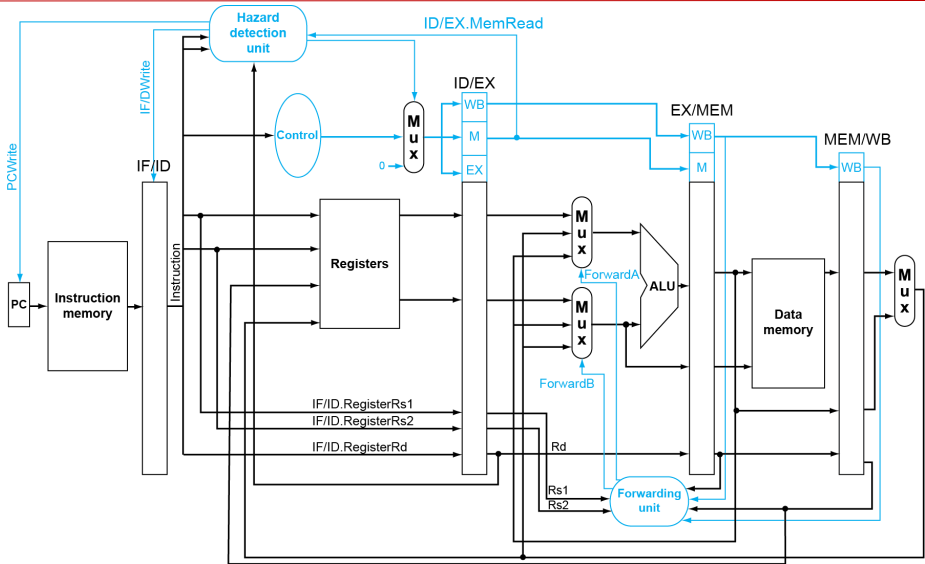 Hazard
detection
unit
ID/EX.MemRead
PCWrite
IF/DWrite
ID/EX
EX/MEM
MEM/WB
IF/ID
Control
Mux
0
WB
M
EX
WB
M
WB
PC
Instruction
memory
Instruction
Registers
Mux
Mux
ForwardA
ForwardB
ALU
Data
memory
Mux
IF/ID.RegisterRs1
IF/ID.RegisterRs2
IF/ID.RegisterRd
Rd
Rs1
Rs2
Forwarding
unit